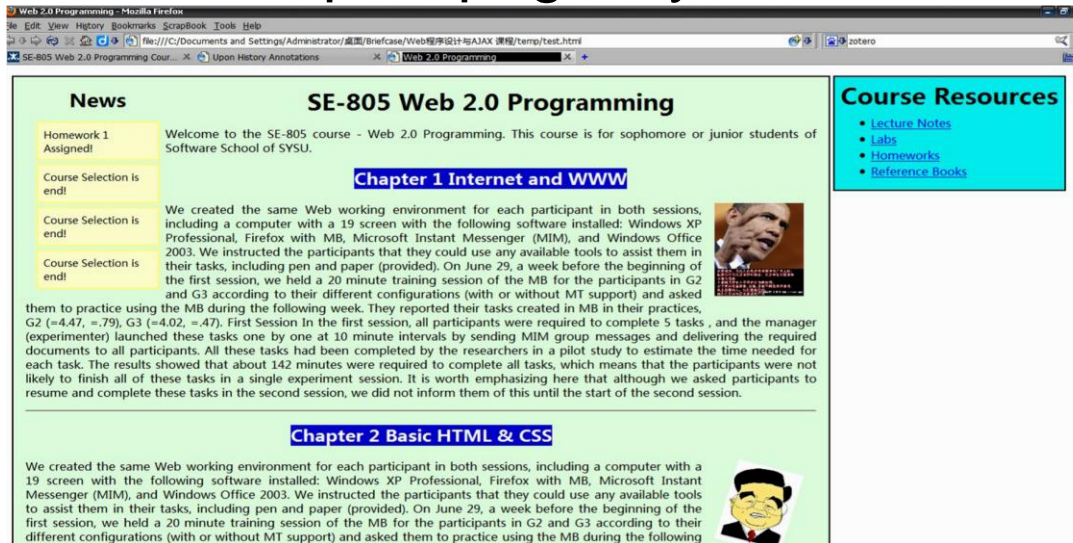 Web 2.0 Programming - Mozilla Firefox
File Edit View History Bookmarks ScrapBook Tools Help
file:///C:/Documents and Settings/Administrator/桌面/Briefcase/Web程序设计与AJAX 课程/temp/test.html
zotero
SE-805 Web 2.0 Programming Cour...
Upon History Annotations
Web 2.0 Programming
News
Homework 1
Assigned!
Course Selection is
end!
Course Selection is
end!
Course Selection is
end!
SE-805 Web 2.0 Programming
Welcome to the SE-805 course - Web 2.0 Programming. This course is for sophomore or junior students of
Software School of SYSU.
Chapter 1 Internet and WWW
We created the same Web working environment for each participant in both sessions,
including a computer with a 19 screen with the following software installed: Windows XP
Professional, Firefox with MB, Microsoft Instant Messenger (MIM), and Windows Office
2003. We instructed the participants that they could use any available tools to assist them in
their tasks, including pen and paper (provided). On June 29, a week before the beginning of
the first session, we held a 20 minute training session of the MB for the participants in G2
and G3 according to their different configurations (with or without MT support) and asked
them to practice using the MB during the following week. They reported their tasks created in MB in their practices,
G2 (=4.47, =.79), G3 (=4.02, =.47). First Session In the first session, all participants were required to complete 5 tasks , and the manager
(experimenter) launched these tasks one by one at 10 minute intervals by sending MIM group messages and delivering the required
documents to all participants. All these tasks had been completed by the researchers in a pilot study to estimate the time needed for
each task. The results showed that about 142 minutes were required to complete all tasks, which means that the participants were not
likely to finish all of these tasks in a single experiment session. It is worth emphasizing here that although we asked participants to
resume and complete these tasks in the second session, we did not inform them of this until the start of the second session.
Chapter 2 Basic HTML & CSS
We created the same Web working environment for each participant in both sessions, including a computer with a
19 screen with the following software installed: Windows XP Professional, Firefox with MB, Microsoft Instant
Messenger (MIM), and Windows Office 2003. We instructed the participants that they could use any available tools
to assist them in their tasks, including pen and paper (provided). On June 29, a week before the beginning of the
first session, we held a 20 minute training session of the MB for the participants in G2 and G3 according to their
different configurations (with or without MT support) and asked them to practice using the MB during the following
Course Resources
Lecture Notes
Labs
Homeworks
Reference Books